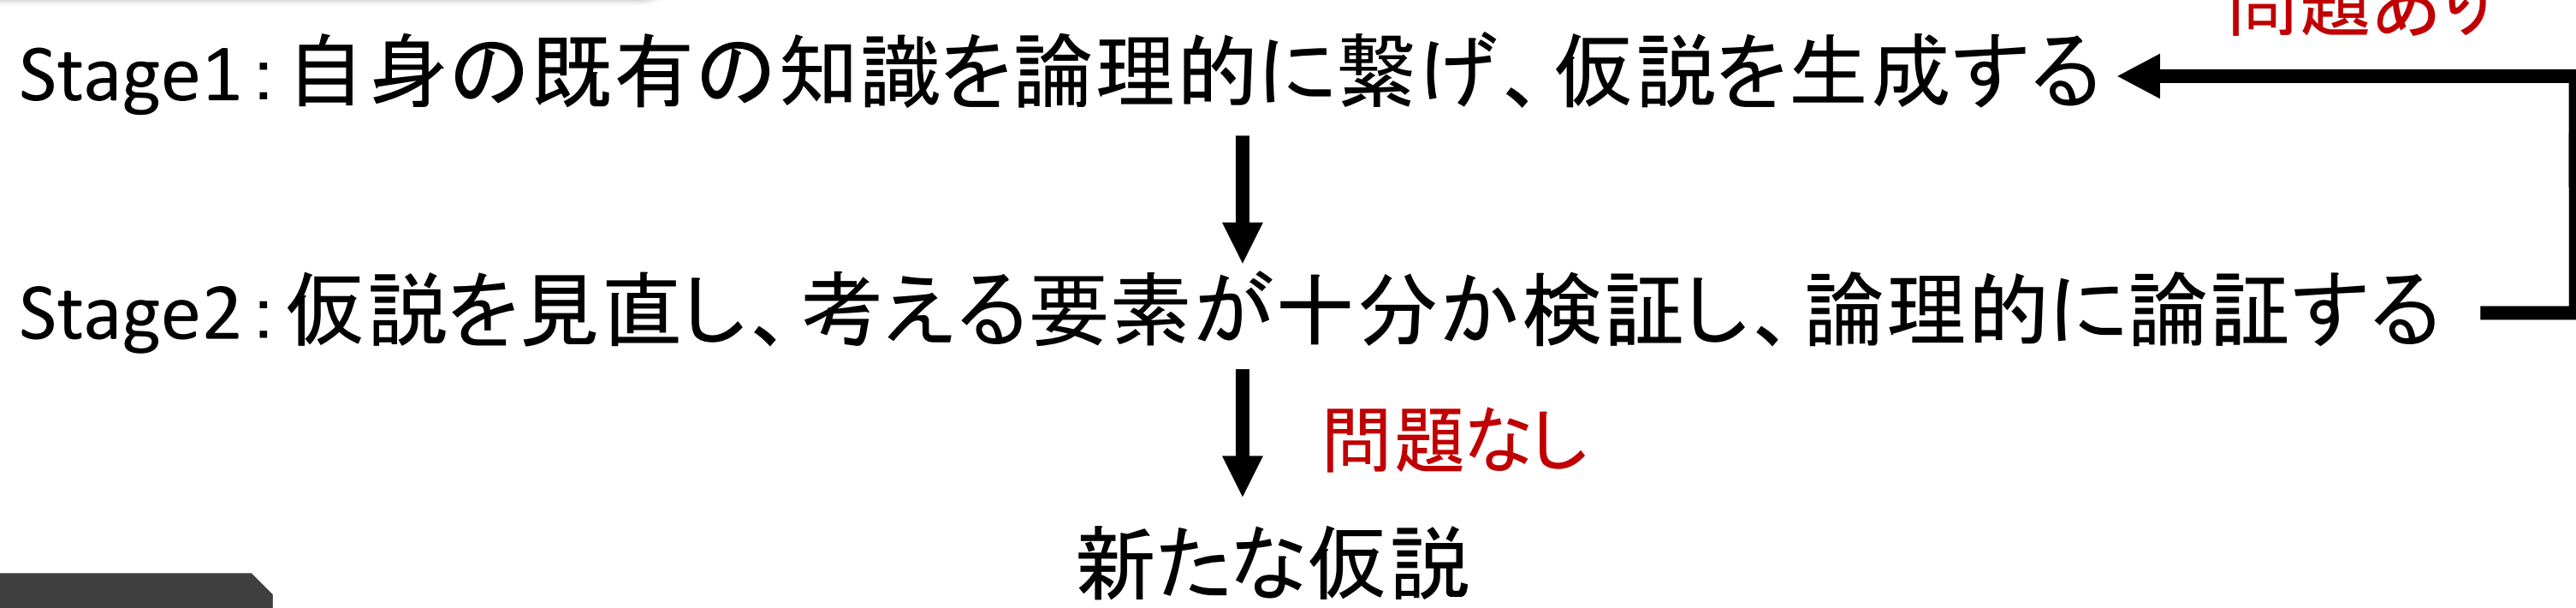 問題あり
Stage1 : 自身の既有の知識を論理的に繋げ、仮説を生成する
Stage2 : 仮説を見直し、考える要素が十分か検証し、論理的に論証する
問題なし
新たな仮説